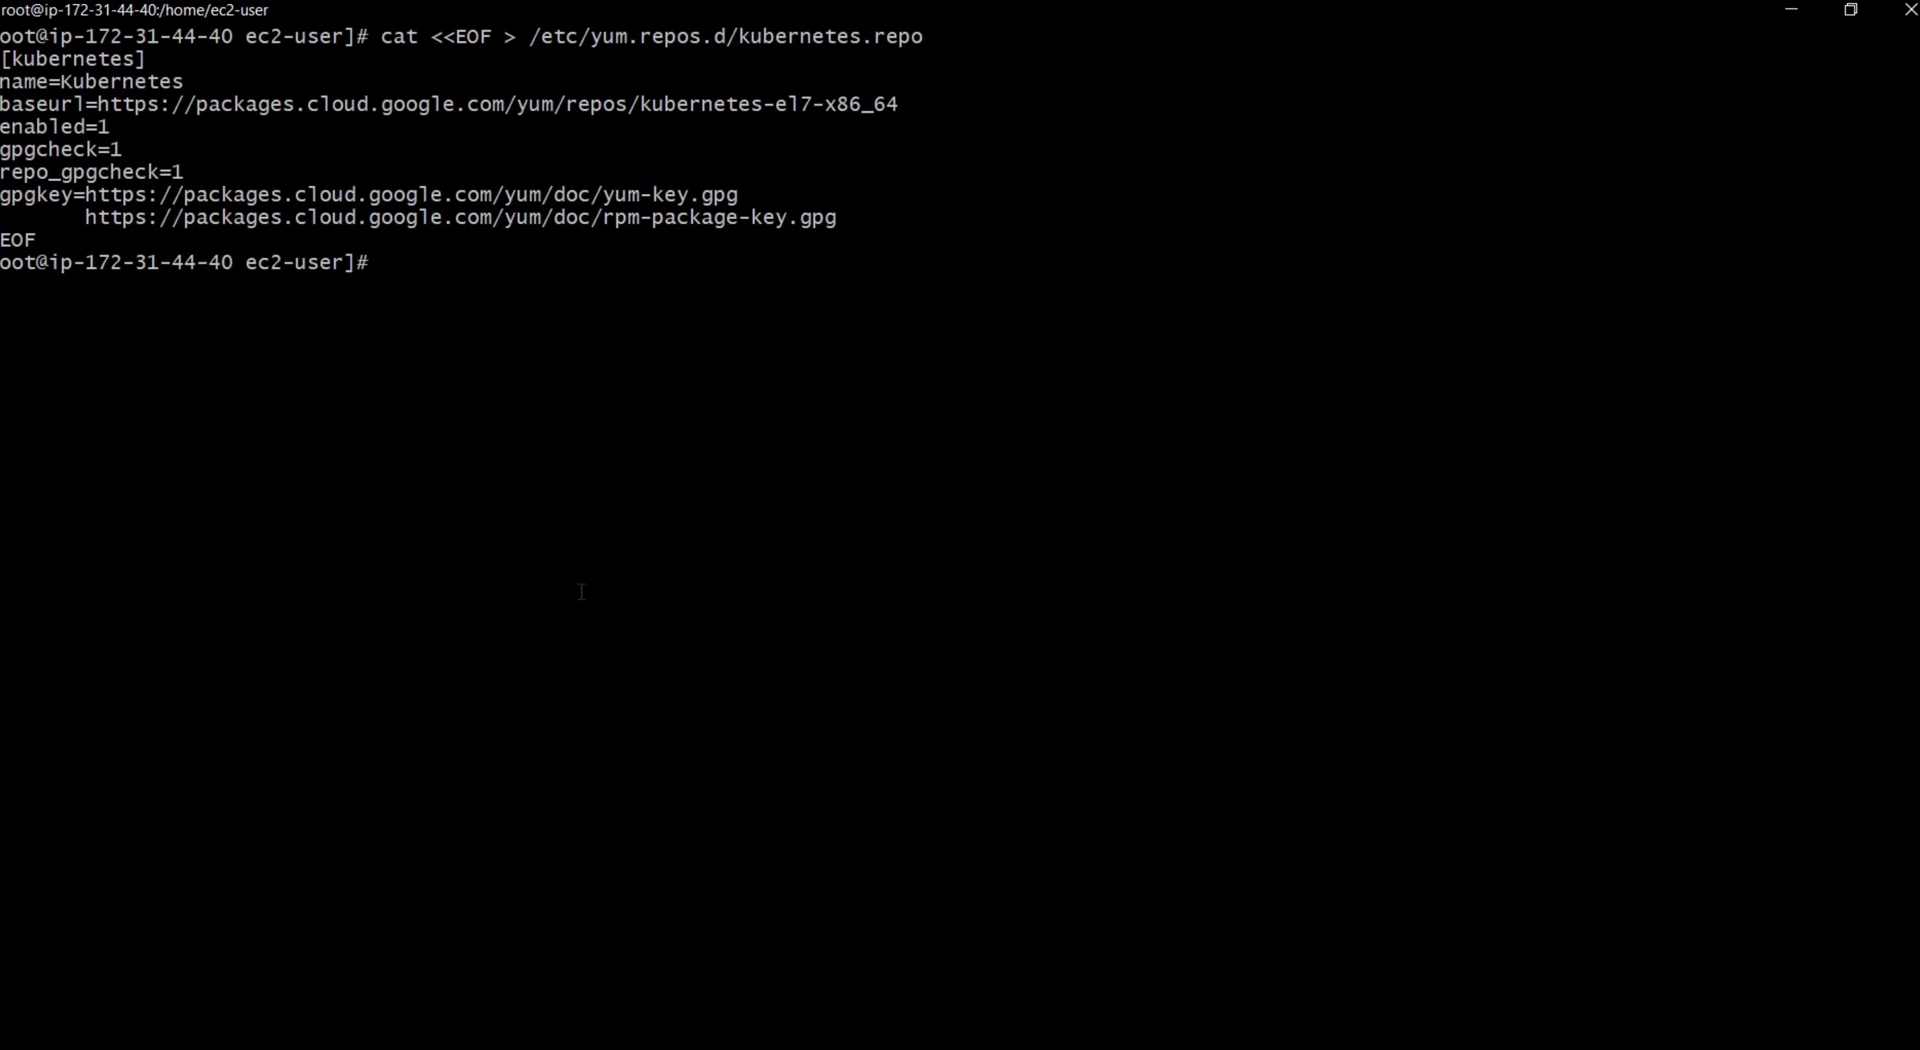 root@ip-172-31-44-40:/home/ec2-user
oot@ip-172-31-44-40 ec2-user]# cat <<EOF > /etc/yum.repos.d/kubernetes.repo
[kubernetes]
name=Kubernetes
baseurl=https://packages.cloud.google.com/yum/repos/kubernetes-el7-x86_64
enabled=1
gpgcheck=1
repo_gpgcheck=1
gpgkey=https://packages.cloud.google.com/yum/doc/yum-key.gpg
https://packages.cloud.google.com/yum/doc/rpm-package-key.gpg
EOF
oot@ip-172-31-44-40 ec2-user]#